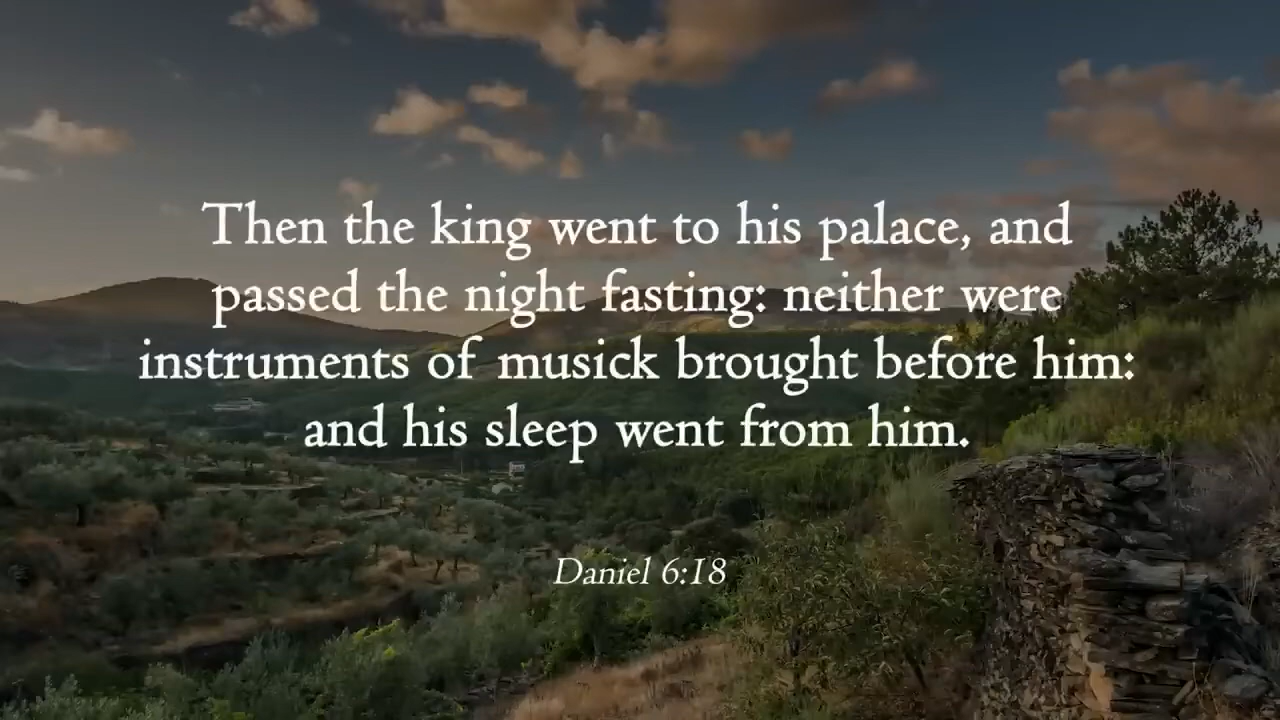 Then the king went to his palace, and
passed the night fasting: neither were
instruments of musick brought before him:
and his sleep went from him.
Daniel 6:18